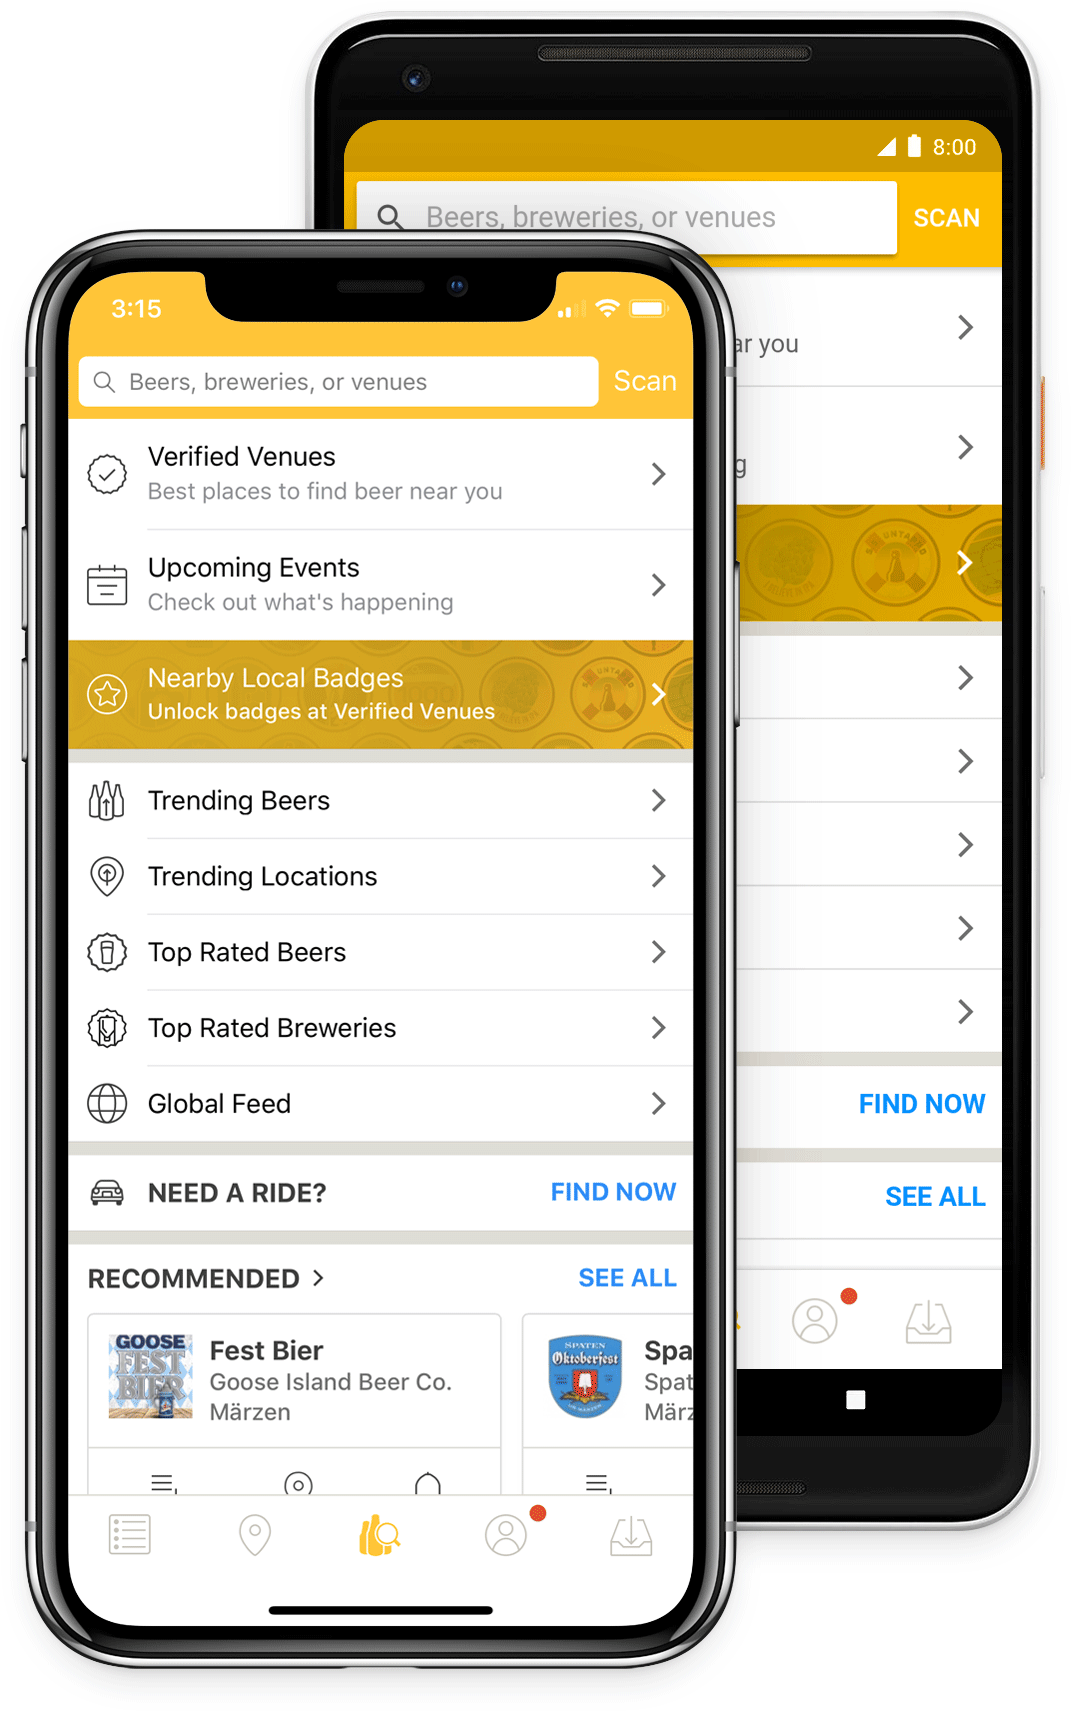 8:00
Beers, breweries, or venues
SCAN
ar you
g
FIND NOW
SEE ALL
3:15
Beers, breweries, or venues
Scan
Verified Venues
Best places to find beer near you
Upcoming Events
Check out what's happening
Nearby Local Badges
Unlock badges at Verified Venues
Trending Beers
Trending Locations
Top Rated Beers
Top Rated Breweries
Global Feed
NEED A RIDE?
FIND NOW
RECOMMENDED
SEE ALL
GOOSE
FEST
BIER
Fest Bier
Goose Island Beer Co.
Märzen
SPATEN
Oktoberfest
Spa
Spat
März